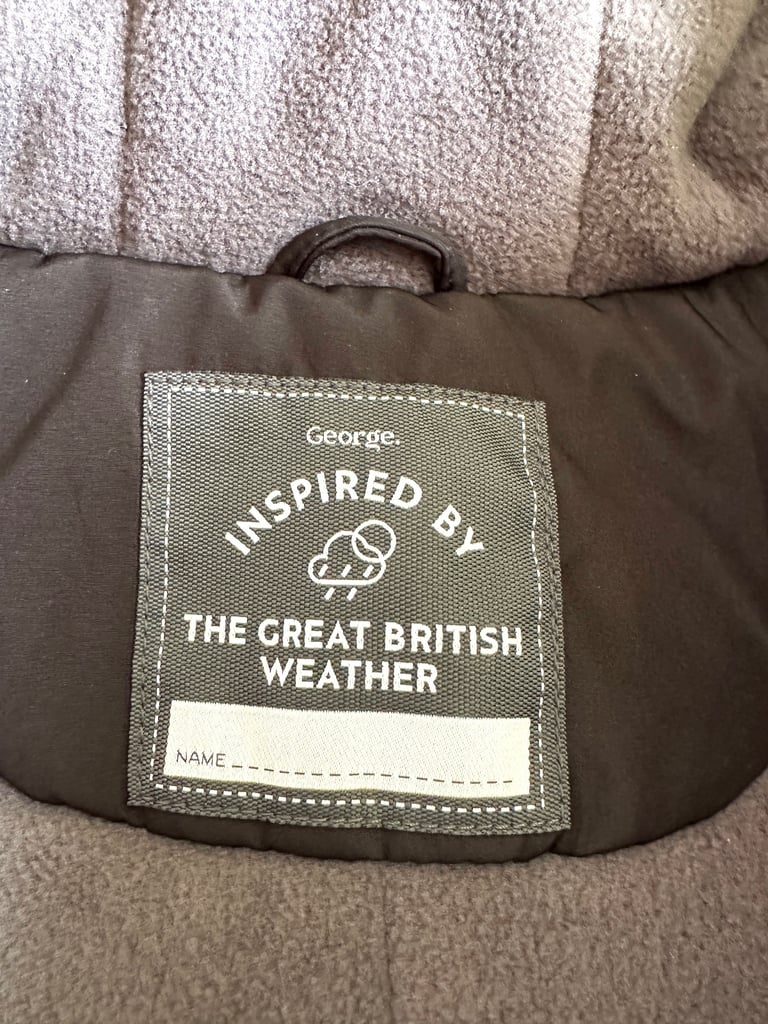 George.
INSPIRED BY
THE GREAT BRITISH
WEATHER
NAME